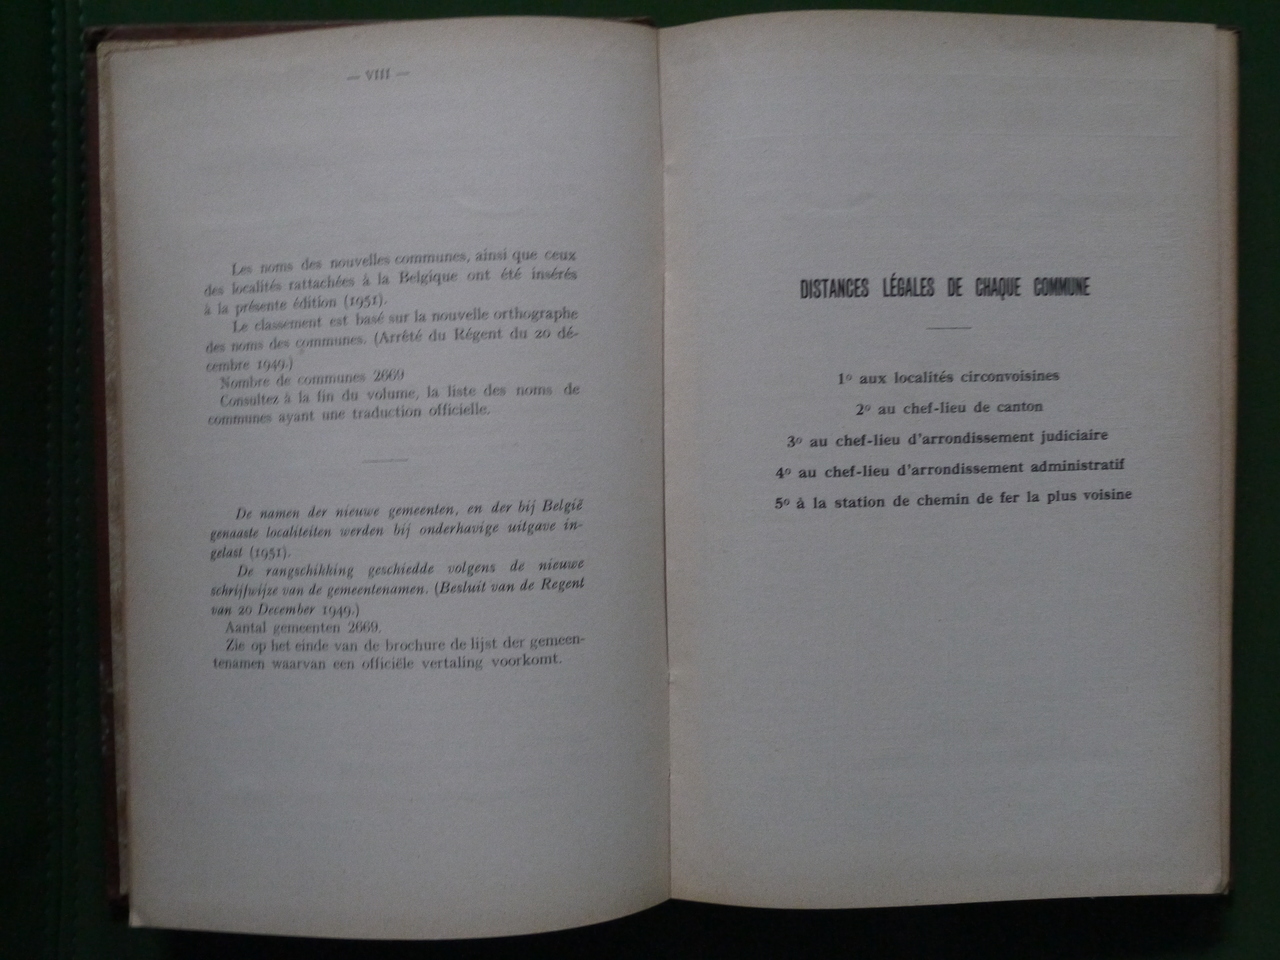 — VIII —
Les noms des nouvelles communes, ainsi que ceux
des localités rattachées à la Belgique ont été insérés
à la présente édition (1951).
Le classement est basé sur la nouvelle orthographe
des noms des communes. (Arrêté du Régent du 20 dé-
cembre 1949.)
Nombre de communes 2669
Consultez à la fin du volume, la liste des noms de
communes ayant une traduction officielle.
De namen der nieuwe gemeenten, en der bij België
genaaste localiteiten werden bij onderhavige uitgave in-
gelast (1951).
De rangschikking geschiedde volgens de nieuwe
schrijfwijze van de gemeentenamen. (Besluit van de Regent
van 20 December 1949.)
Aantal gemeenten 2669.
Zie op het einde van de brochure de lijst der gemeen-
tenamen waarvan een officiële vertaling voorkomt.
DISTANCES LÉGALES DE CHAQUE COMMUNE
1º aux localités circonvoisines
2º au chef-lieu de canton
3º au chef-lieu d'arrondissement judiciaire
4º au chef-lieu d'arrondissement administratif
5º à la station de chemin de fer la plus voisine